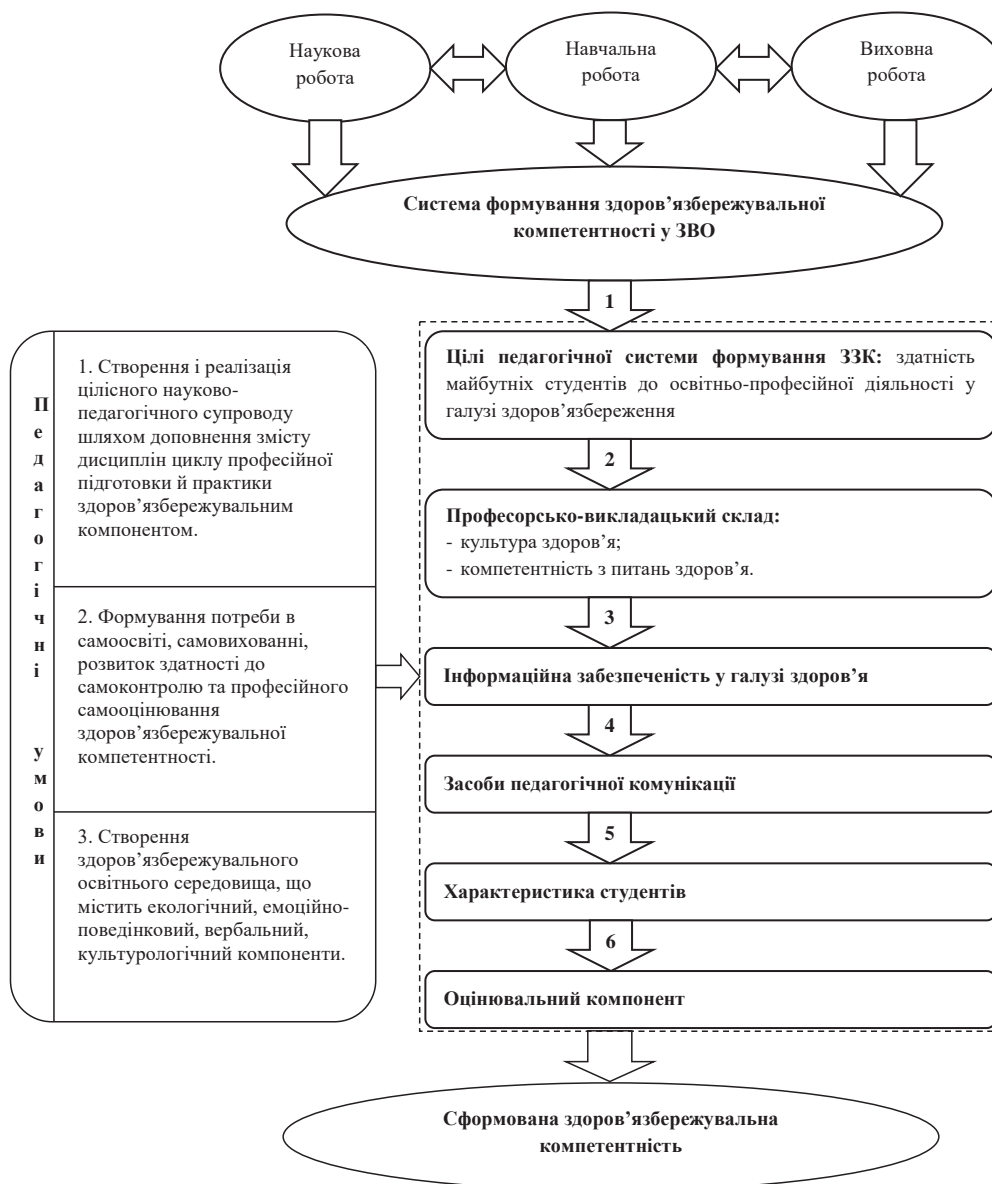 Наукова
робота
Навчальна
робота
Виховна
робота
Система формування здоров’язбережувальної
компетентності у ЗВО
1
Педагогічні умови
1. Створення і реалізація
цілісного науково-
педагогічного супроводу
шляхом доповнення змісту
дисциплін циклу професійної
підготовки й практики
здоров’язбережувальним
компонентом.
2. Формування потреби в
самоосвіті, самовихованні,
розвиток здатності до
самоконтролю та професійного
самооцінювання
здоров’язбережувальної
компетентності.
3. Створення
здоров’язбережувального
освітнього середовища, що
містить екологічний, емоційно-
поведінковий, вербальний,
культурологічний компоненти.
Цілі педагогічної системи формування ЗЗК: здатність
майбутніх студентів до освітньо-професійної діяльності у
галузі здоров’язбереження
2
Професорсько-викладацький склад:
- культура здоров’я;
- компетентність з питань здоров’я.
3
Інформаційна забезпеченість у галузі здоров’я
4
Засоби педагогічної комунікації
5
Характеристика студентів
6
Оцінювальний компонент
Сформована здоров’язбережувальна
компетентність